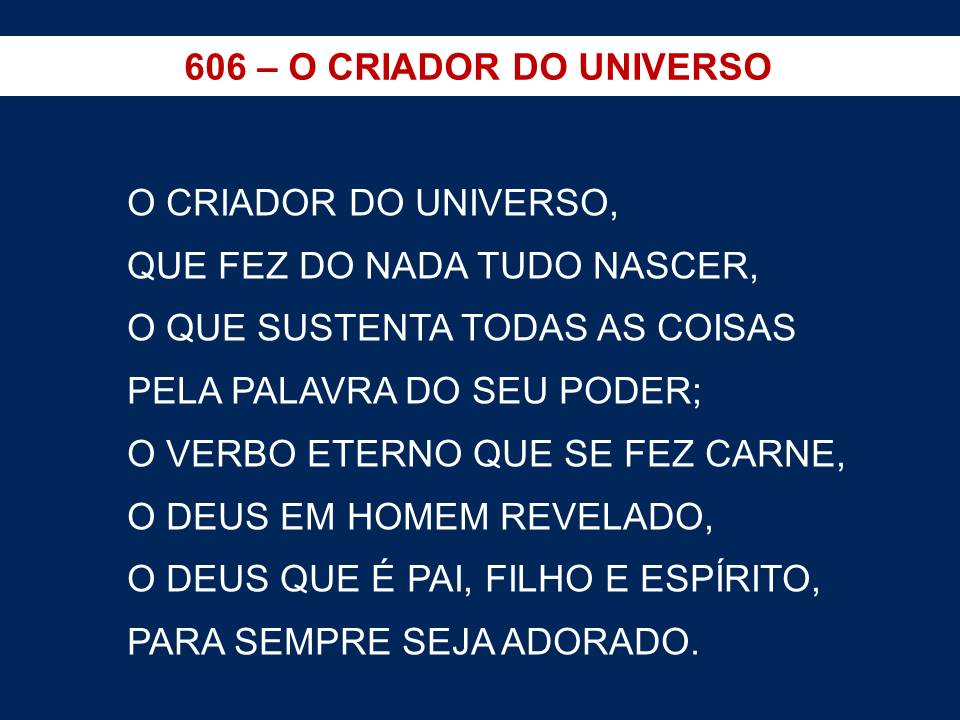 606 – O CRIADOR DO UNIVERSO
O CRIADOR DO UNIVERSO,
QUE FEZ DO NADA TUDO NASCER,
O QUE SUSTENTA TODAS AS COISAS
PELA PALAVRA DO SEU PODER;
O VERBO ETERNO QUE SE FEZ CARNE,
O DEUS EM HOMEM REVELADO,
O DEUS QUE É PAI, FILHO E ESPÍRITO,
PARA SEMPRE SEJA ADORADO.